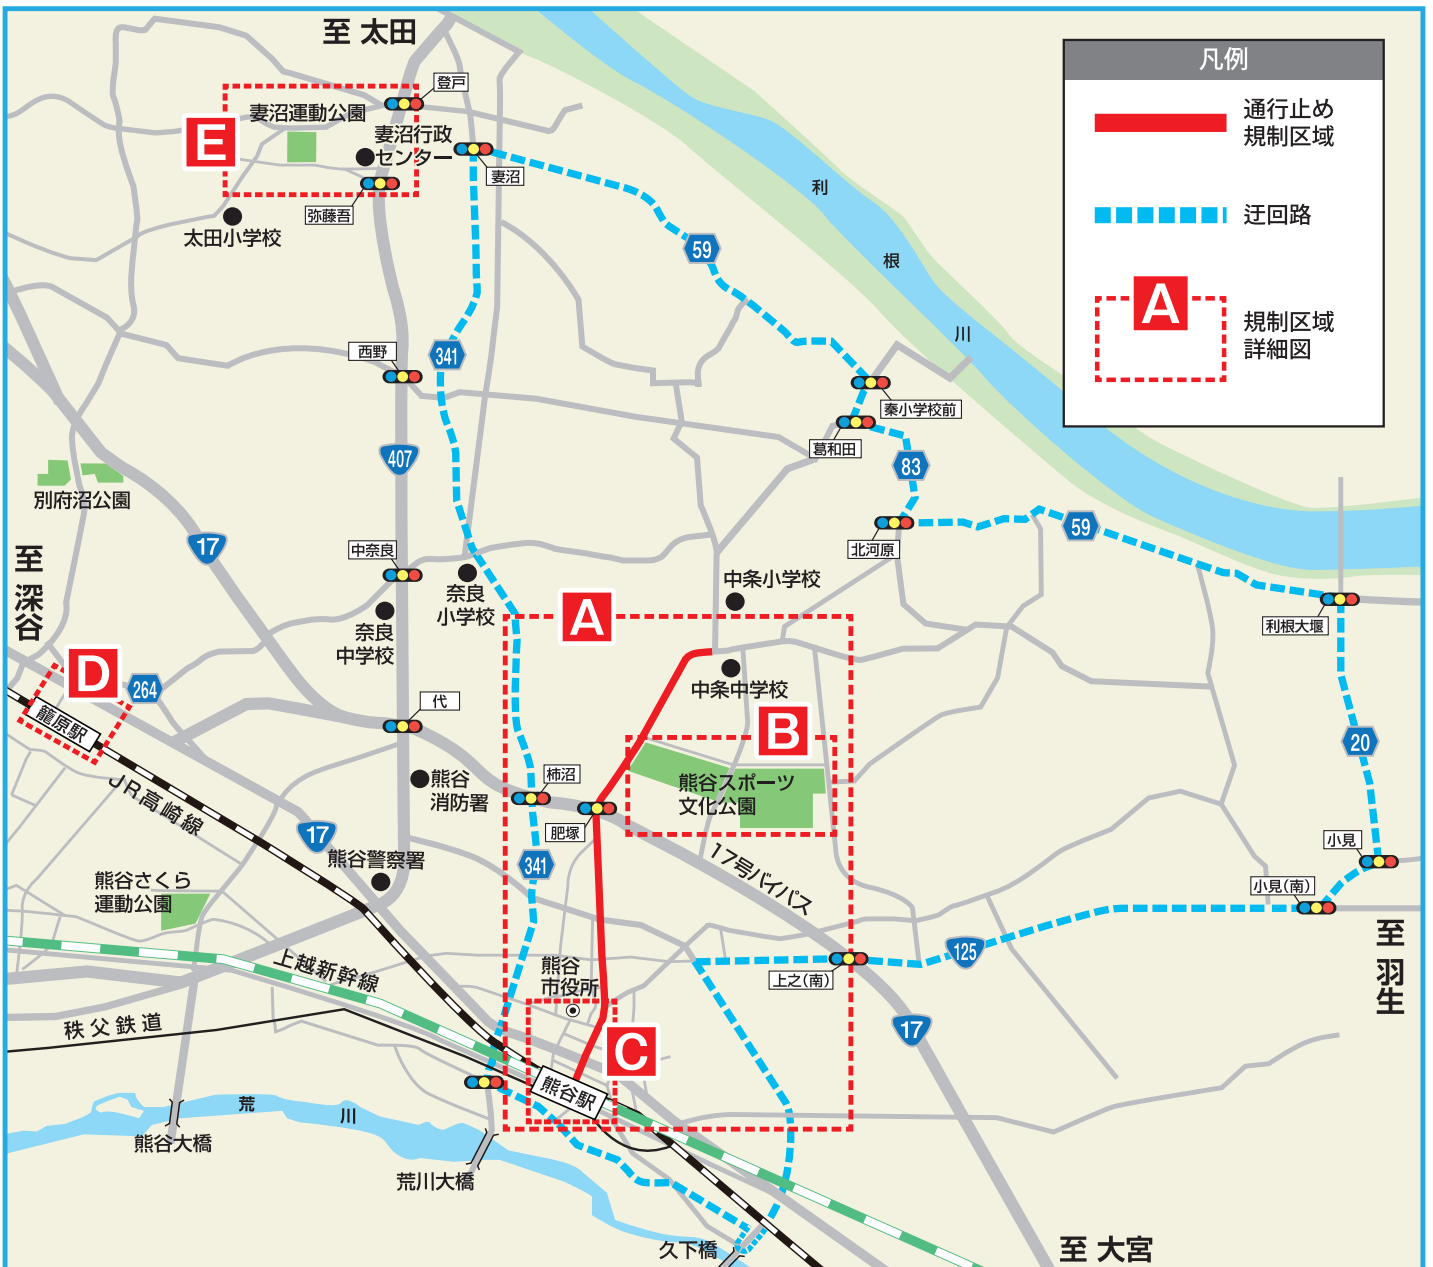 至 太田
凡例
通行止め
規制区域
迂回路
A
規制区域
詳細図
登戸
妻沼運動公園
E
妻沼行政
センター
妻沼
弥藤吾
太田小学校
利
根
川
59
西野
341
秦小学校前
葛和田
407
83
別府沼公園
17
中奈良
北河原
59
至
深谷
奈良
小学校
中条小学校
奈良
中学校
A
利根大堰
D
264
籠原駅
中条中学校
代
B
20
熊谷
消防署
柿沼
熊谷スポーツ
文化公園
JR高崎線
肥塚
17
341
17号バイパス
小見
熊谷警察署
熊谷さくら
運動公園
小見(南)
至
羽生
125
上越新幹線
熊谷
市役所
上之(南)
秩父鉄道
17
C
熊谷駅
荒
川
熊谷大橋
荒川大橋
久下橋
至 大宮